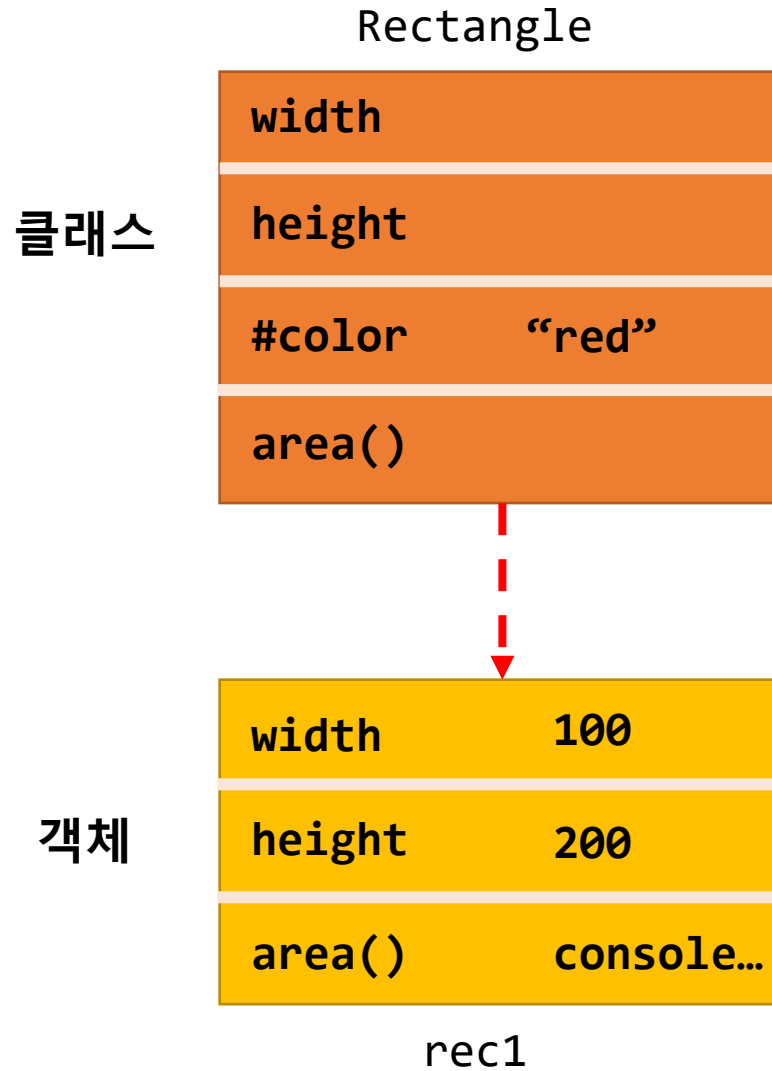 Rectangle
클래스
width
height
#color “red”
area()
객체
width 100
height 200
area() console…
rec1